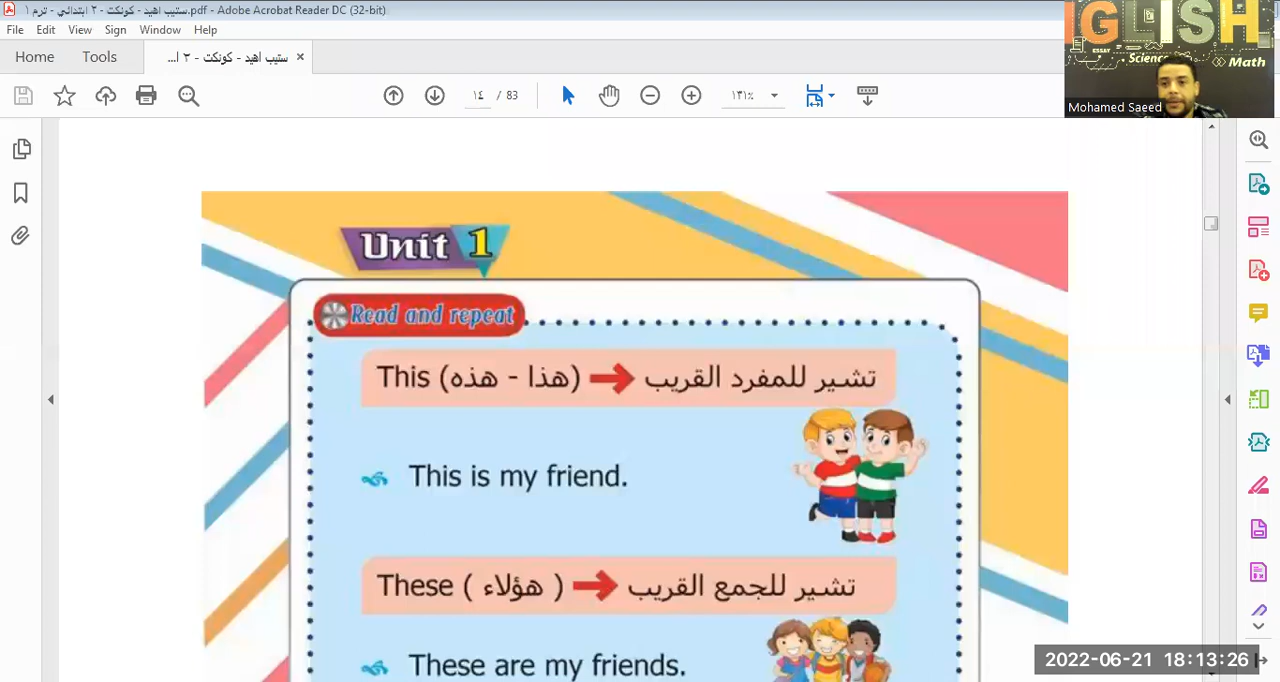 ستيب اهيد - كونكت - ٢ ابتدائي - ترم ١.pdf - Adobe Acrobat Reader DC (32-bit)
File Edit View Sign Window Help
Home Tools ستيب اهيد - كونكت - ٢ ا... ×
١٤ / 83 ١٣١٪
IGLISH
ESSAY
Science
Math
Mohamed Saeed
Unit 1
Read and repeat
This (هذا - هذه) تشير للمفرد القريب
This is my friend.
These ( هؤلاء ) تشير للجمع القريب
These are my friends.
2022-06-21 18:13:26